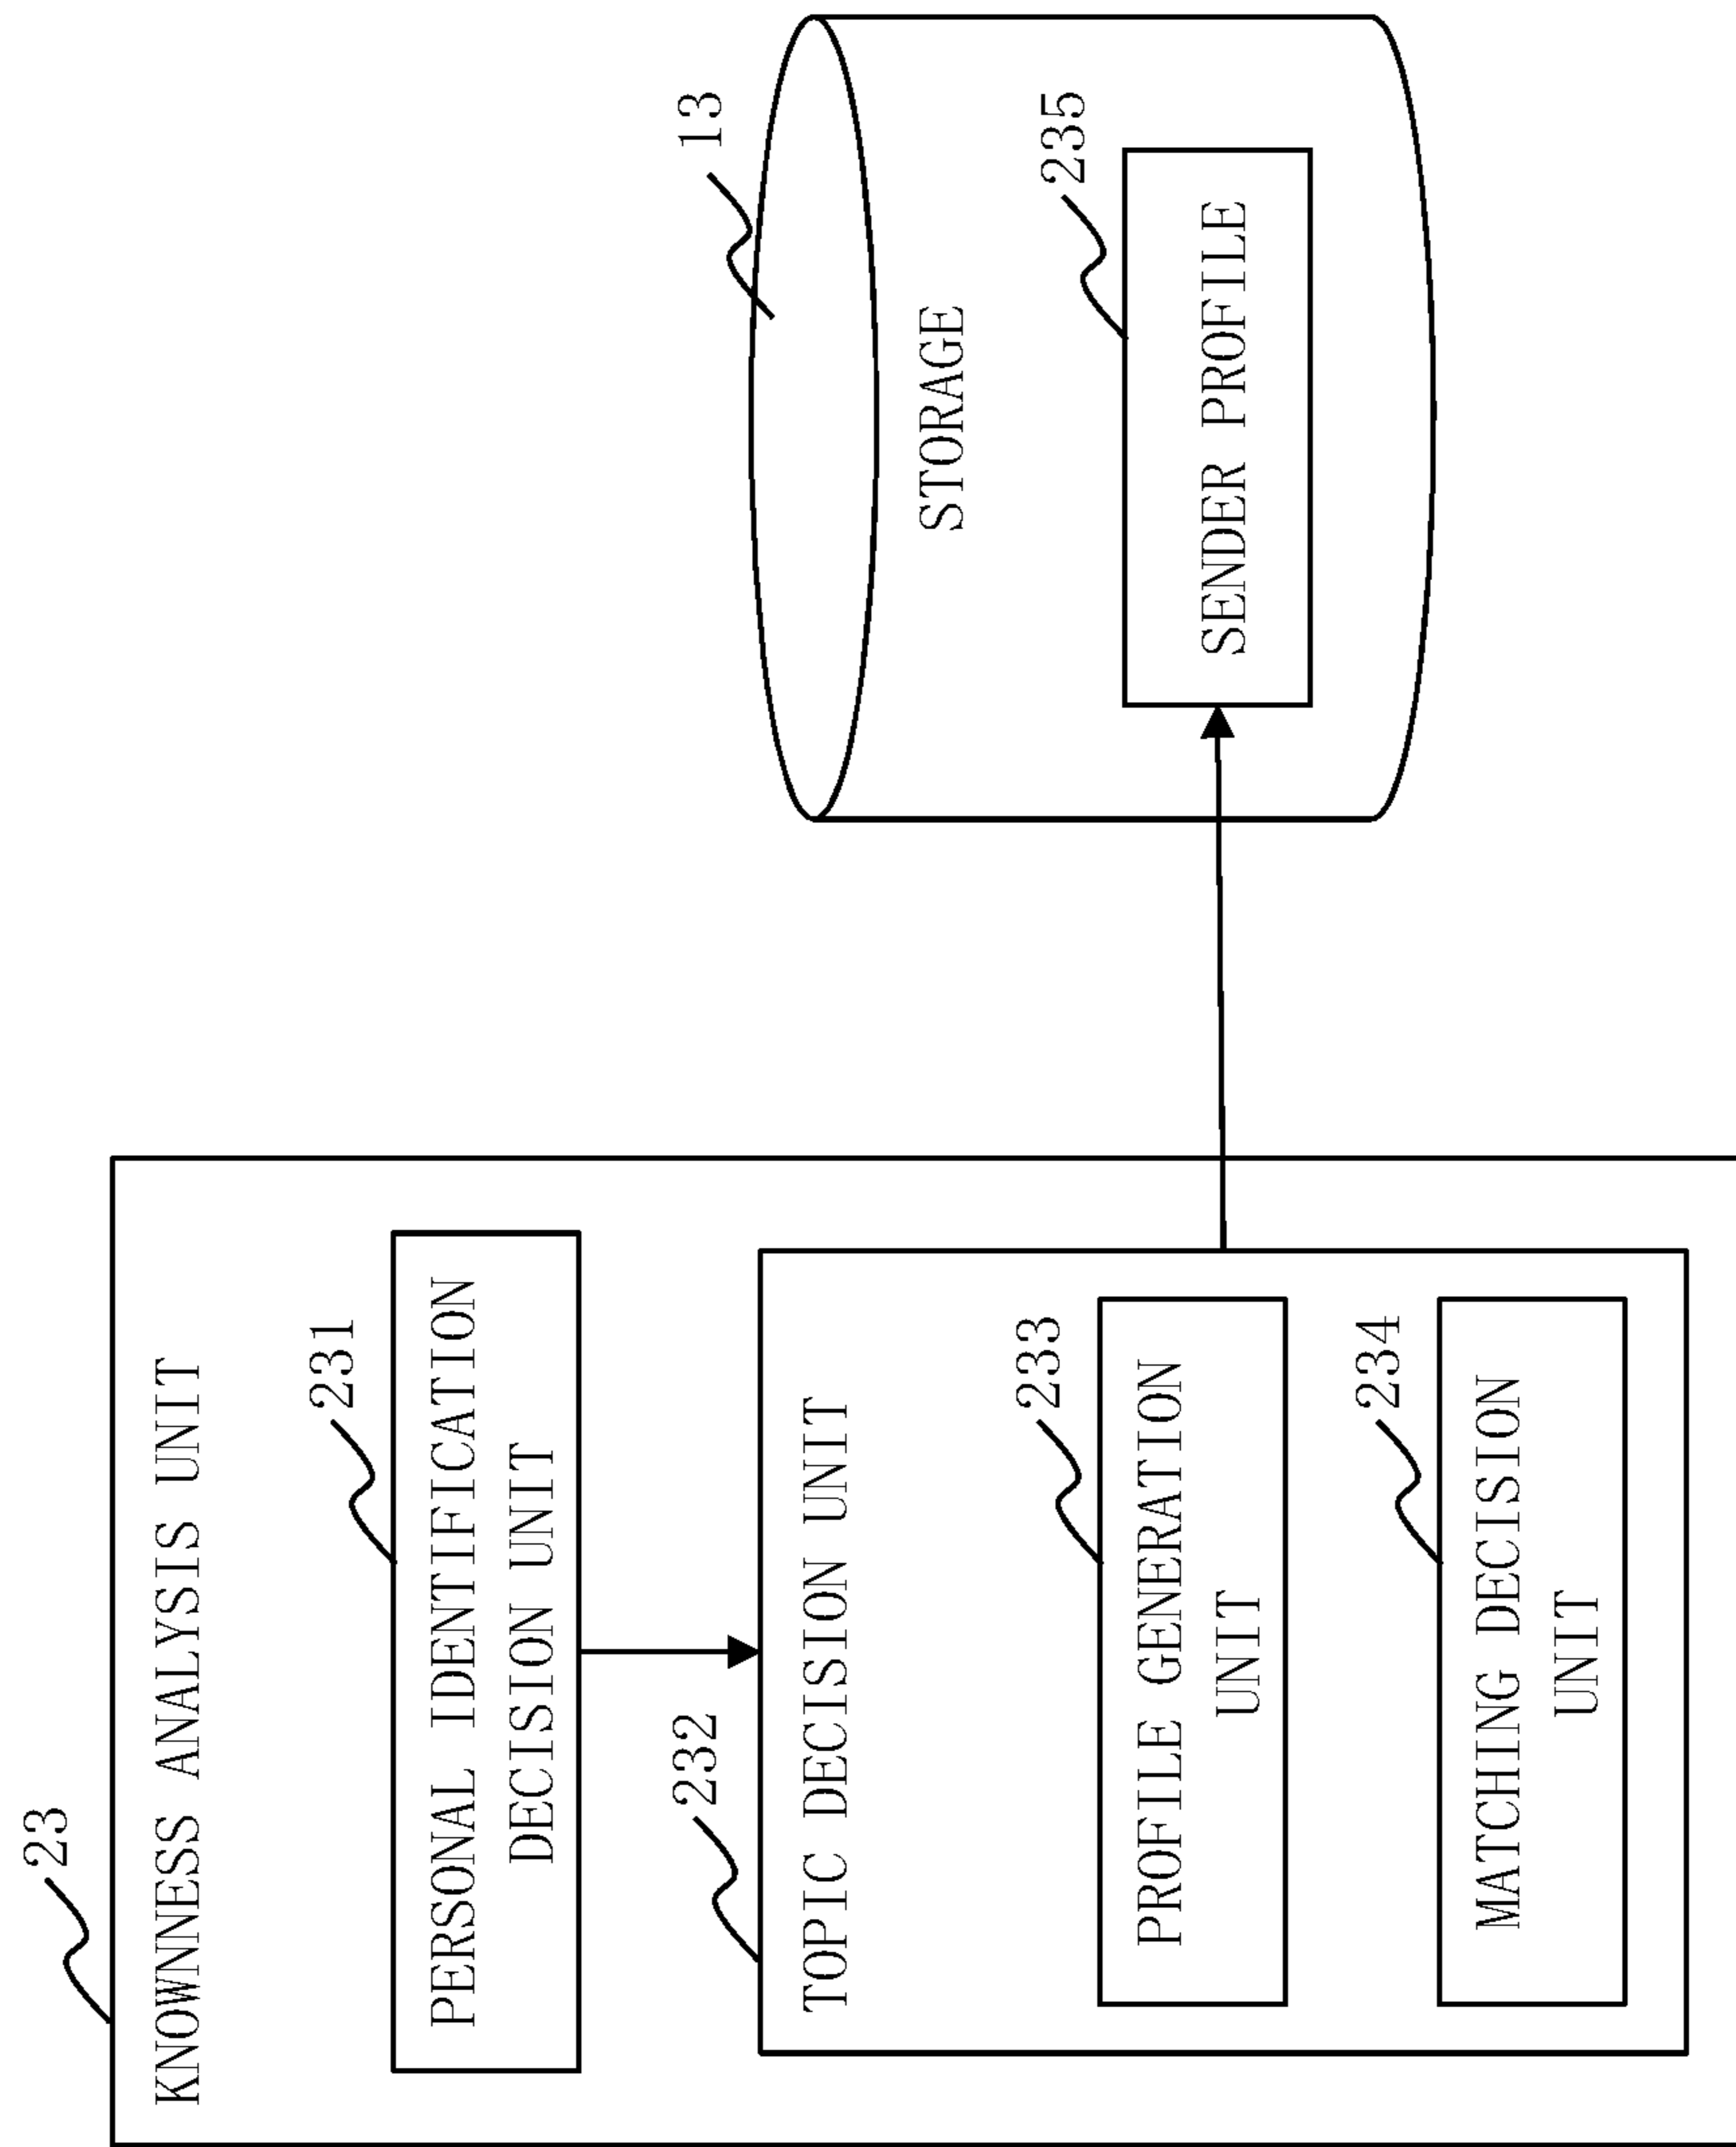 23
KNOWNNESS ANALYSIS UNIT
231
PERSONAL IDENTIFICATION
DECISION UNIT
232
TOPIC DECISION UNIT
233
PROFILE GENERATION
UNIT
234
MATCHING DECISION
UNIT
13
STORAGE
235
SENDER PROFILE